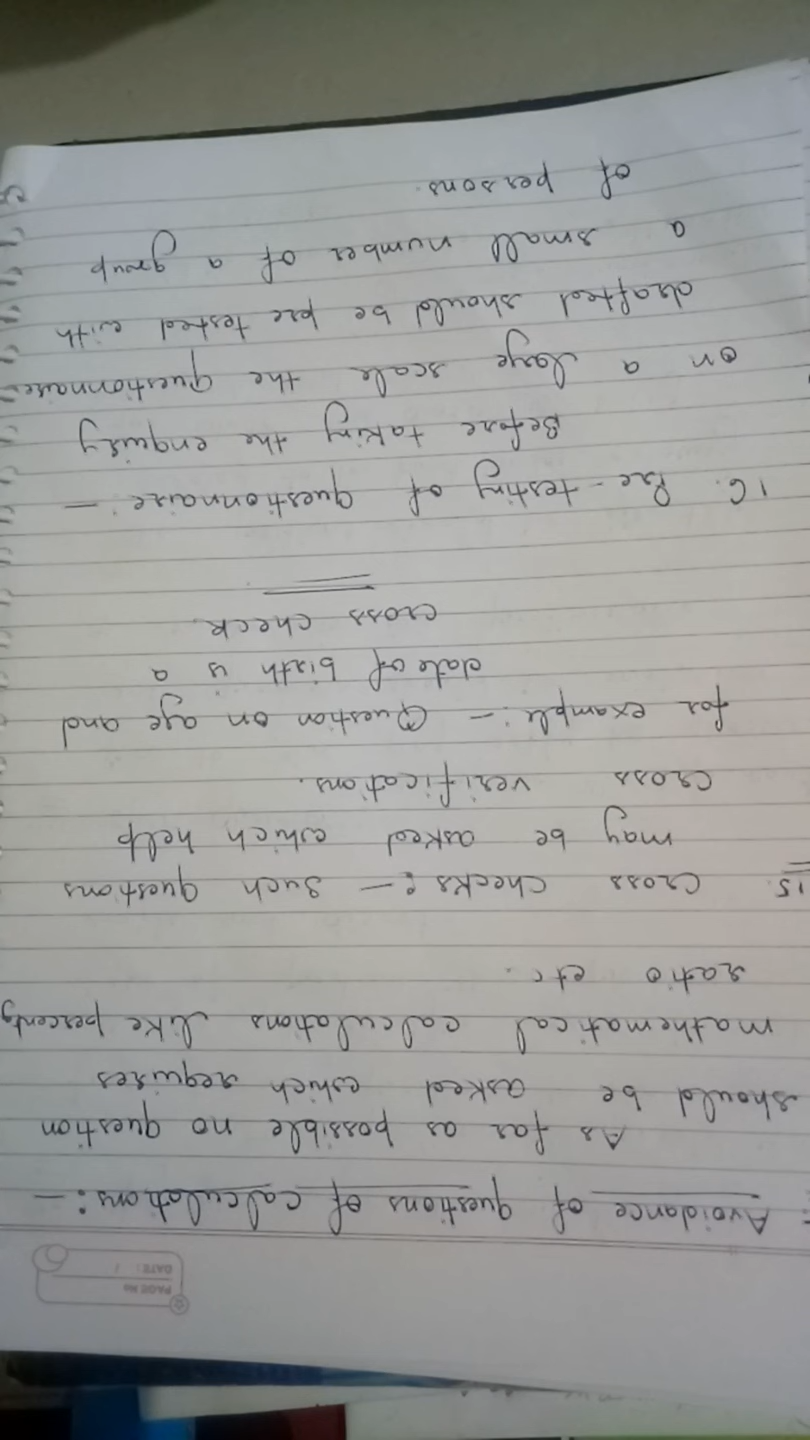 PAGE No
DATE: / /
Avoidance of questions of calculations:-
As far as possible no question
should be asked which requires
mathematical calculations like percenty
ratio etc.
15. Cross checks:- Such questions
may be asked which help
cross verifications.
for example:- Question on age and
date of birth is a
cross check.
16. Pre-testing of questionnaire:-
Before taking the enquiry
on a large scale the questionnaire
drafted should be pre tested with
a small number of a group
of persons.